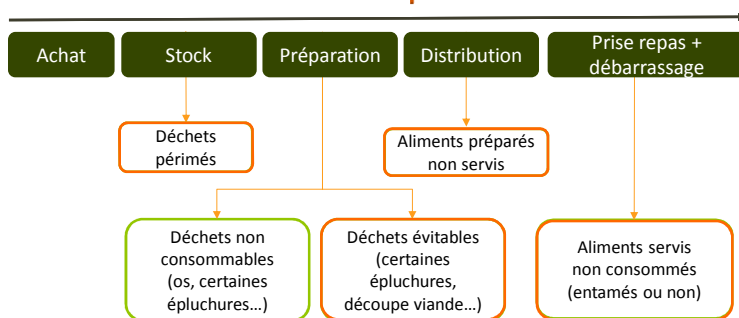 Achat
Stock
Préparation
Distribution
Prise repas +
débarrassage
Déchets
périmés
Aliments préparés
non servis
Déchets non
consommables
(os, certaines
épluchures…)
Déchets évitables
(certaines
épluchures,
découpe viande…)
Aliments servis
non consommés
(entamés ou non)